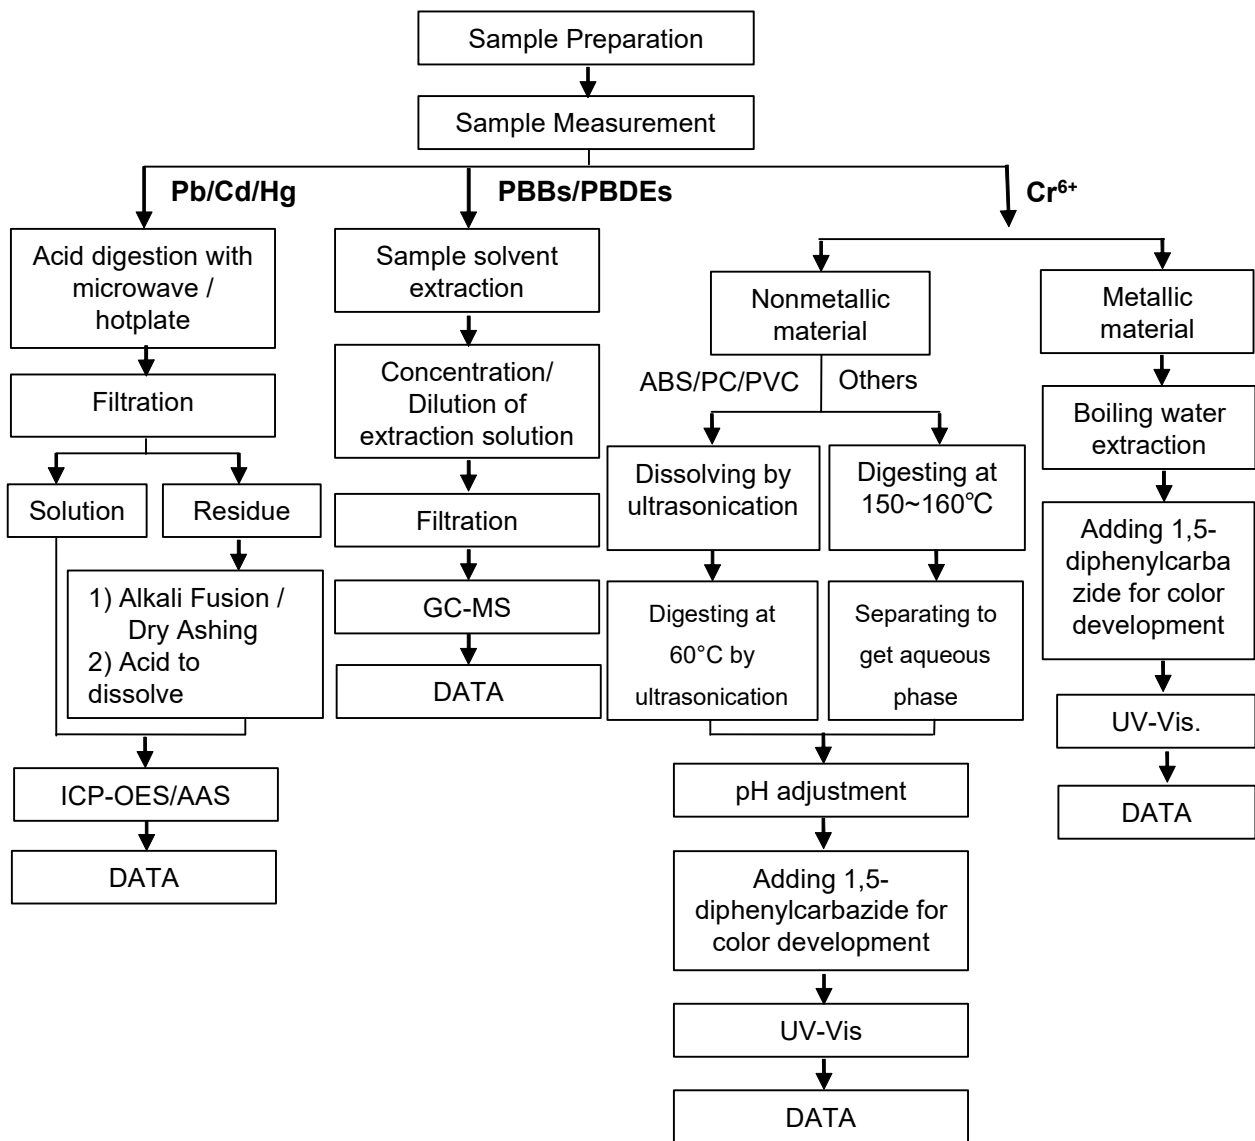 Sample Preparation
Sample Measurement
Pb/Cd/Hg
PBBs/PBDEs
Cr⁶⁺
Acid digestion with
microwave /
hotplate
Filtration
Solution
Residue
1) Alkali Fusion /
Dry Ashing
2) Acid to
dissolve
ICP-OES/AAS
DATA
Sample solvent
extraction
Concentration/
Dilution of
extraction solution
Filtration
GC-MS
DATA
Nonmetallic
material
ABS/PC/PVC
Others
Dissolving by
ultrasonication
Digesting at
60°C by
ultrasonication
Digesting at
150~160℃
Separating to
get aqueous
phase
pH adjustment
Adding 1,5-
diphenylcarbazide for
color development
UV-Vis
DATA
Metallic
material
Boiling water
extraction
Adding 1,5-
diphenylcarba
zide for color
development
UV-Vis.
DATA